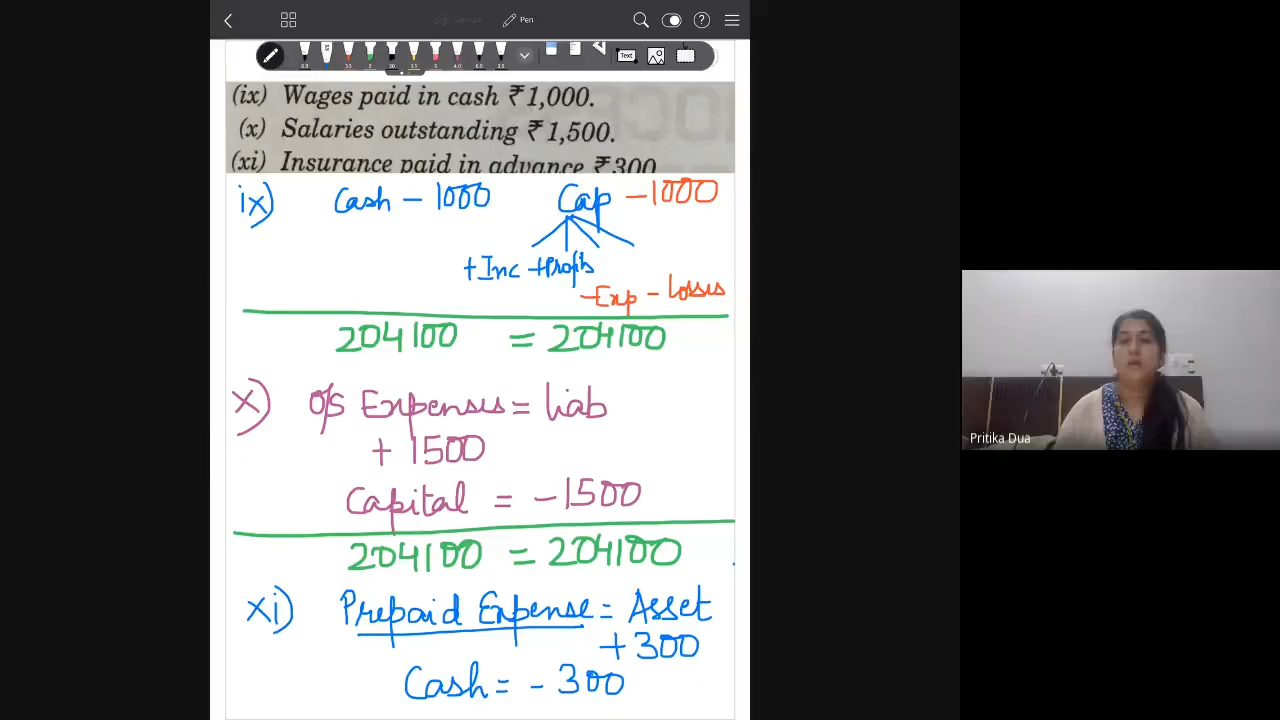 Pen
Text
(ix) Wages paid in cash ₹1,000.
(x) Salaries outstanding ₹1,500.
(xi) Insurance paid in advance ₹300
ix) Cash - 1000 Cap - 1000
+Inc +Profits
-Exp - Losses
204100 = 204100
x) o/s Expenses = Liab
+ 1500
Capital = -1500
204100 = 204100
xi) Prepaid Expense = Asset
+ 300
Cash = - 300
Pritika Dua